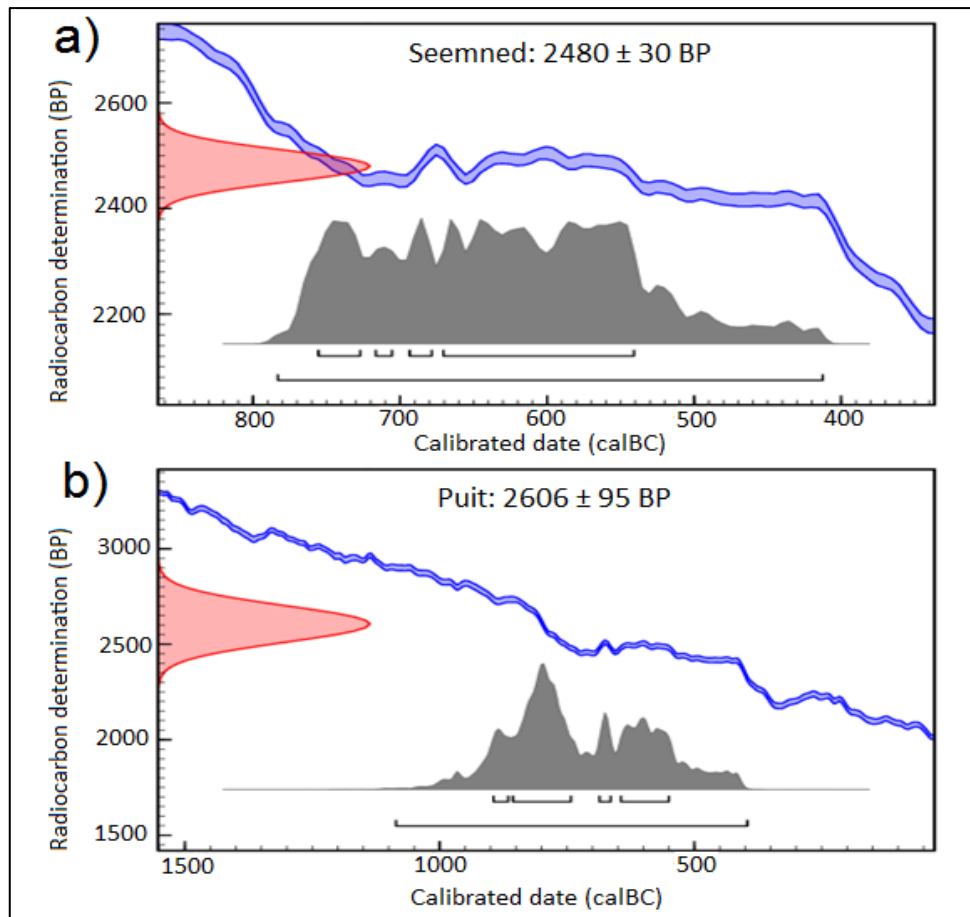 a)
Seemned: 2480 ± 30 BP
Radiocarbon determination (BP)
2600
2400
2200
800 700 600 500 400
Calibrated date (calBC)
b)
Puit: 2606 ± 95 BP
Radiocarbon determination (BP)
3000
2500
2000
1500
1500 1000 500
Calibrated date (calBC)